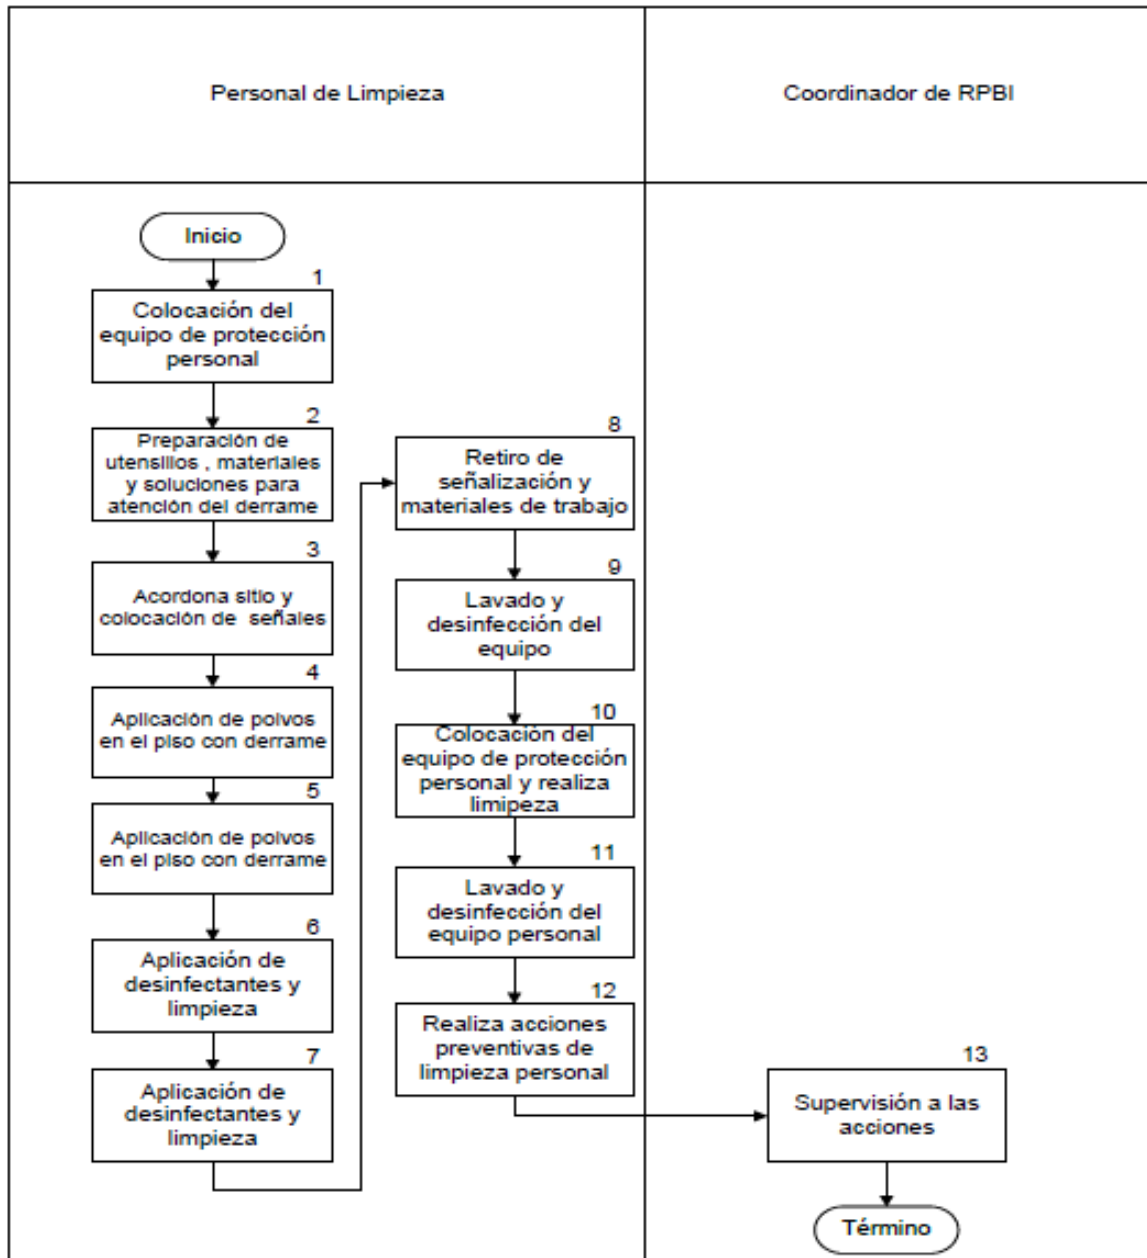 Personal de Limpieza
Coordinador de RPBI
Inicio
1
Colocación del
equipo de protección
personal
2
Preparación de
utensilios , materiales
y soluciones para
atención del derrame
3
Acordona sitio y
colocación de señales
4
Aplicación de polvos
en el piso con derrame
5
Aplicación de polvos
en el piso con derrame
6
Aplicación de
desinfectantes y
limpieza
7
Aplicación de
desinfectantes y
limpieza
8
Retiro de
señalización y
materiales de trabajo
9
Lavado y
desinfección del
equipo
10
Colocación del
equipo de protección
personal y realiza
limipeza
11
Lavado y
desinfección del
equipo personal
12
Realiza acciones
preventivas de
limpieza personal
13
Supervisión a las
acciones
Término